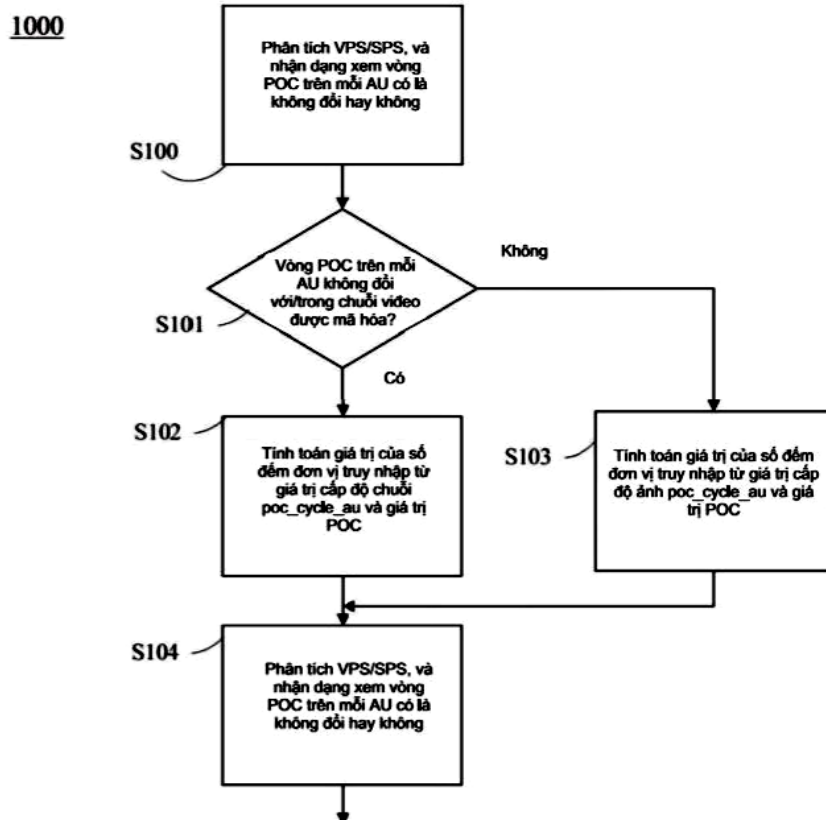 1000
Phân tích VPS/SPS, và
nhận dạng xem vòng
POC trên mỗi AU có là
không đổi hay không
S100
Vòng POC trên mỗi
AU không đổi
với/trong chuỗi video
được mã hóa?
Không
S101
Có
S102
Tính toán giá trị của số
đếm đơn vị truy nhập từ
giá trị cấp độ chuỗi
poc_cycle_au và giá trị
POC
S103
Tính toán giá trị của số đếm
đơn vị truy nhập từ giá trị cấp
độ ảnh poc_cycle_au và giá
trị POC
S104
Phân tích VPS/SPS, và
nhận dạng xem vòng
POC trên mỗi AU có là
không đổi hay không